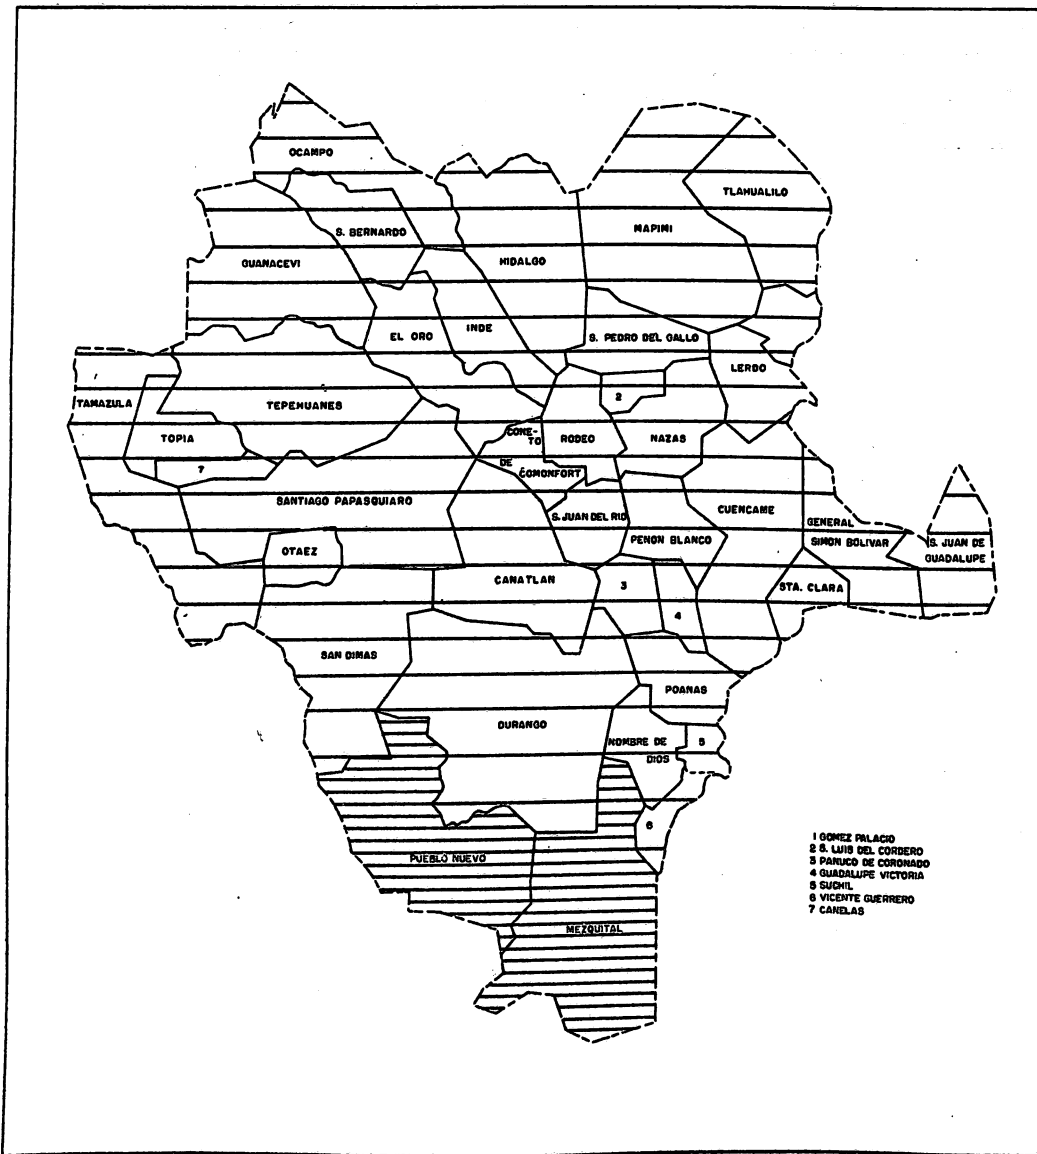 OCAMPO
TLAHUALILO
S. BERNARDO
MAPIMI
GUANACEVI
HIDALGO
EL ORO
INDE
S. PEDRO DEL GALLO
LERDO
2
TAMAZULA
TEPEHUANES
TOPIA
CONE-
TO
RODEO
NAZAS
7
DE
COMONFORT
SANTIAGO PAPASQUIARO
S. JUAN DEL RIO
CUENCAME
GENERAL
SIMON BOLIVAR
S. JUAN DE
GUADALUPE
PENON BLANCO
OTAEZ
CANATLAN
3
STA. CLARA
4
SAN DIMAS
POANAS
DURANGO
NOMBRE DE
DIOS
5
6
PUEBLO NUEVO
MEZQUITAL
1 GOMEZ PALACIO
2 S. LUIS DEL CORDERO
3 PANUCO DE CORONADO
4 GUADALUPE VICTORIA
5 SUCHIL
6 VICENTE GUERRERO
7 CANELAS